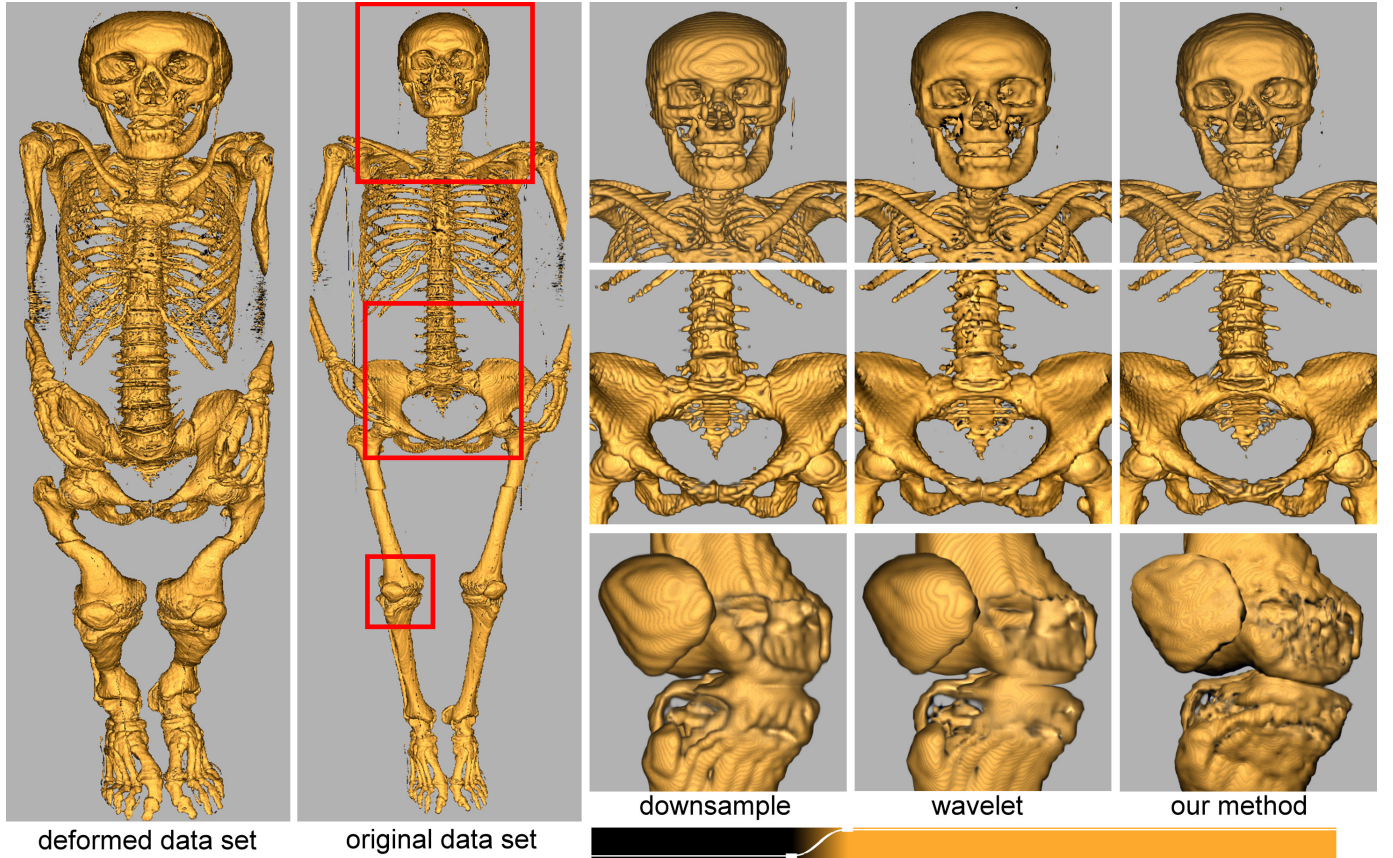 downsample
wavelet
our method
deformed data set
original data set